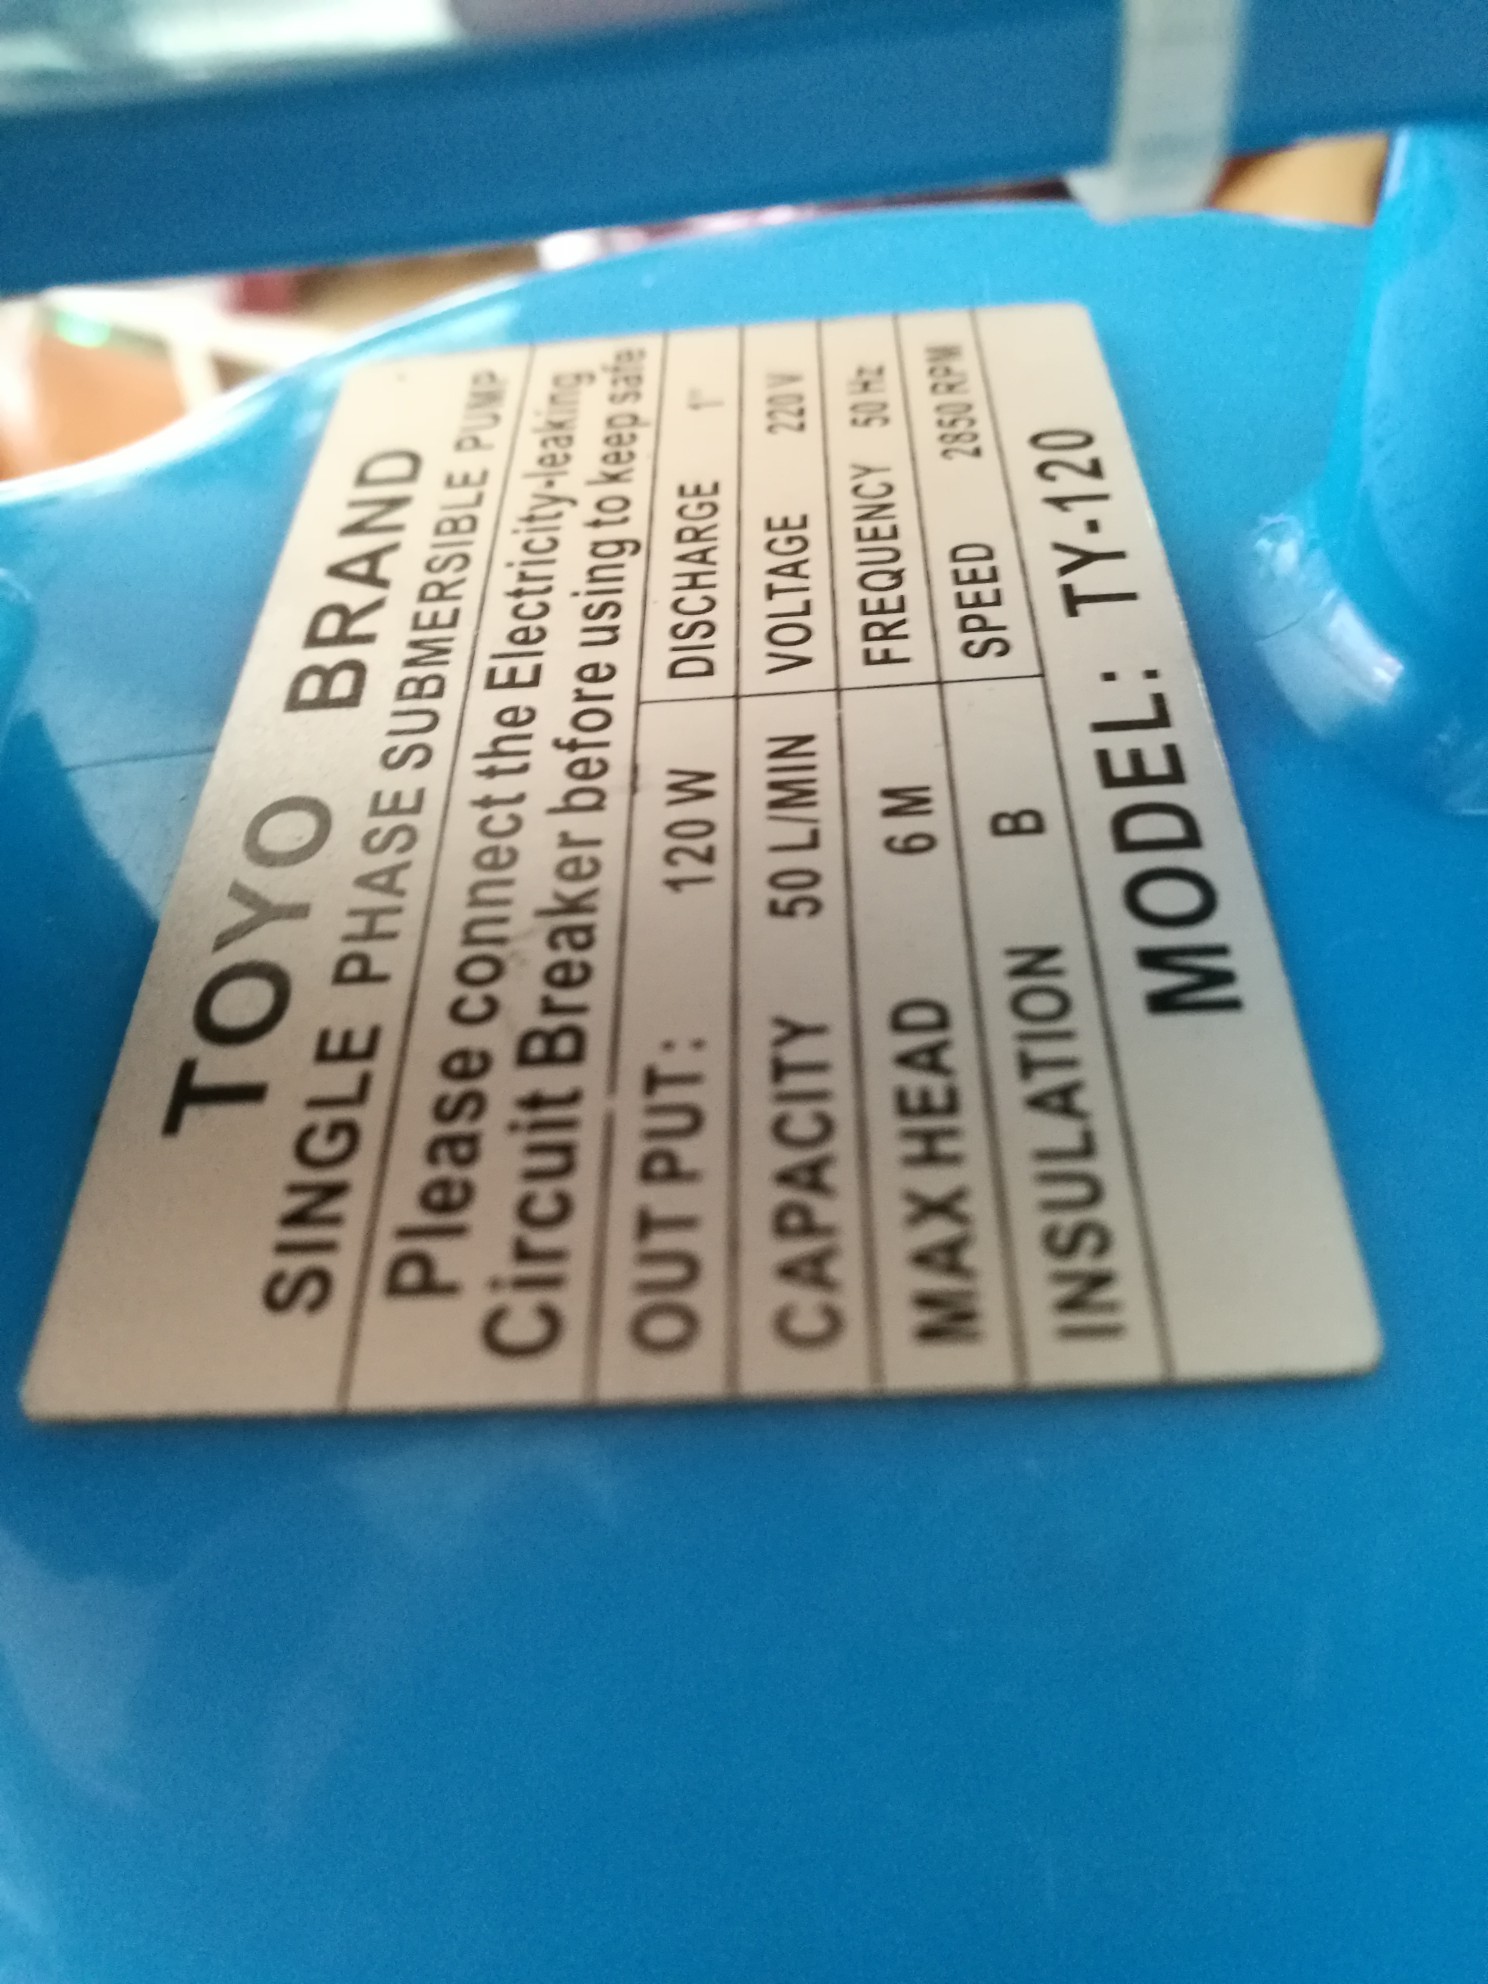 TOYO BRAND
SINGLE PHASE SUBMERSIBLE PUMP
Please connect the Electricity-leaking
Circuit Breaker before using to keep safe
OUT PUT: 120 W DISCHARGE 1"
CAPACITY 50 L/MIN VOLTAGE 220 V
MAX HEAD 6 M FREQUENCY 50 Hz
INSULATION B SPEED 2850 RPM
MODEL: TY-120